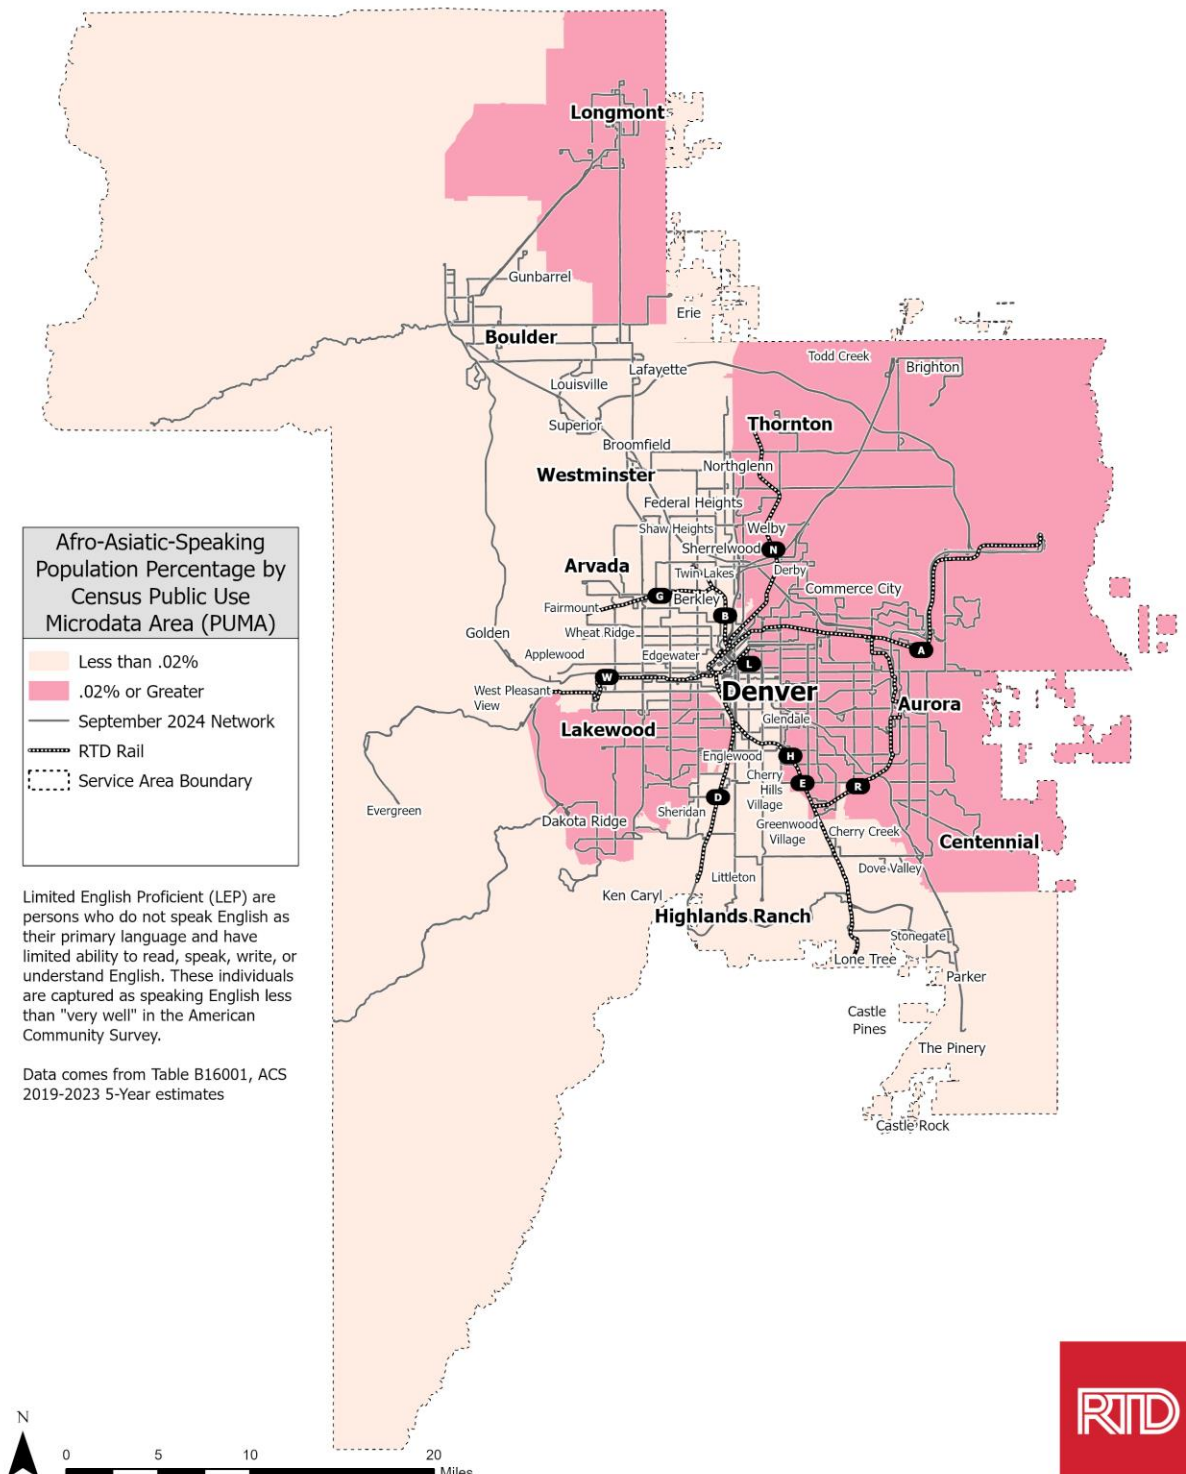 Longmont
Gunbarrel
Erie
Boulder
Todd Creek
Brighton
Lafayette
Louisville
Superior
Thornton
Broomfield
Northglenn
Westminster
Federal Heights
Shaw Heights
Welby
Sherrelwood
N
Arvada
Twin Lakes
Derby
Commerce City
G
Berkley
Fairmount
B
Golden
Wheat Ridge
Applewood
Edgewater
A
L
W
West Pleasant
View
Denver
Aurora
Glendale
Lakewood
Englewood
H
Cherry
Hills
Village
E
R
D
Evergreen
Sheridan
Dakota Ridge
Greenwood
Village
Cherry Creek
Centennial
Dove Valley
Littleton
Ken Caryl
Highlands Ranch
Stonegate
Lone Tree
Parker
Castle
Pines
The Pinery
Castle Rock
Afro-Asiatic-Speaking
Population Percentage by
Census Public Use
Microdata Area (PUMA)
Less than .02%
.02% or Greater
September 2024 Network
RTD Rail
Service Area Boundary
Limited English Proficient (LEP) are
persons who do not speak English as
their primary language and have
limited ability to read, speak, write, or
understand English. These individuals
are captured as speaking English less
than "very well" in the American
Community Survey.
Data comes from Table B16001, ACS
2019-2023 5-Year estimates
N
0 5 10 20
Miles
RTD